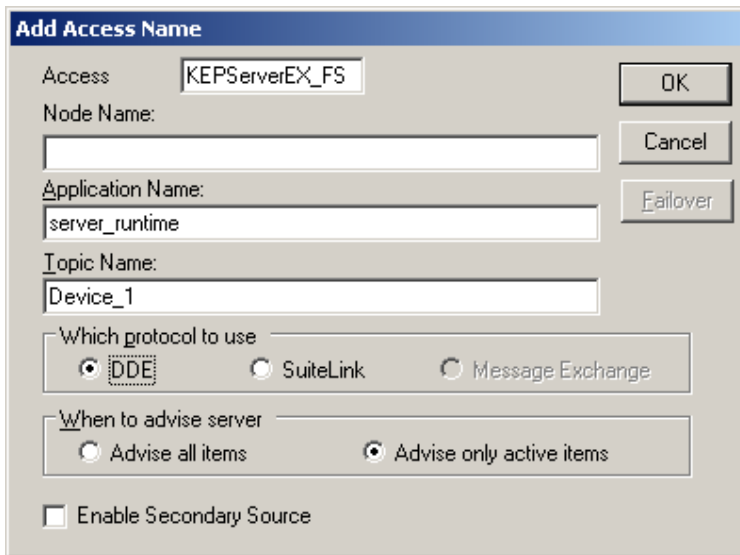 Add Access Name
Access KEPServerEX_FS OK
Node Name:
Cancel
Application Name: Failover
server_runtime
Topic Name:
Device_1
Which protocol to use
DDE SuiteLink Message Exchange
When to advise server
Advise all items Advise only active items
Enable Secondary Source